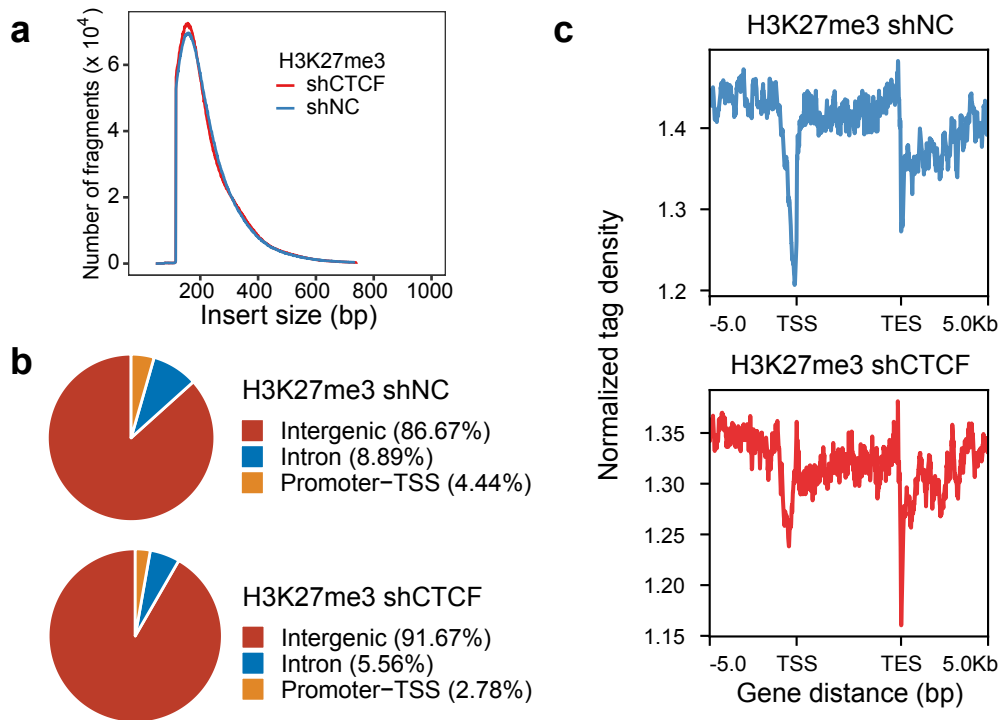 a
Number of fragments (x 10⁴)
6
4
2
0
H3K27me3
shCTCF
shNC
200
400
600
800
1000
Insert size (bp)
b
H3K27me3 shNC
Intergenic (86.67%)
Intron (8.89%)
Promoter−TSS (4.44%)
H3K27me3 shCTCF
Intergenic (91.67%)
Intron (5.56%)
Promoter−TSS (2.78%)
c
H3K27me3 shNC
Normalized tag density
1.4
1.3
1.2
-5.0
TSS
TES
5.0Kb
H3K27me3 shCTCF
1.35
1.30
1.25
1.20
1.15
-5.0
TSS
TES
5.0Kb
Gene distance (bp)